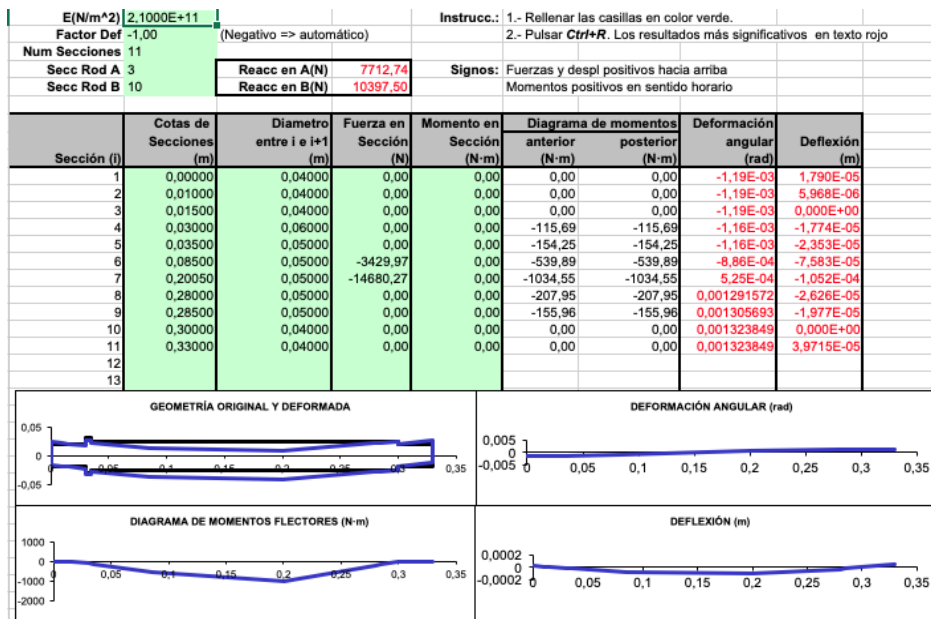 E(N/m^2) 2,1000E+11 Instrucc.: 1.- Rellenar las casillas en color verde.
Factor Def -1,00 (Negativo => automático) 2.- Pulsar Ctrl+R. Los resultados más significativos en texto rojo
Num Secciones 11
Secc Rod A 3 Reacc en A(N) 7712,74 Signos: Fuerzas y despl positivos hacia arriba
Secc Rod B 10 Reacc en B(N) 10397,50 Momentos positivos en sentido horario
Cotas de Diametro Fuerza en Momento en Diagrama de momentos Deformación
Secciones entre i e i+1 Sección Sección anterior posterior angular Deflexión
Sección (i) (m) (m) (N) (N·m) (N·m) (N·m) (rad) (m)
1 0,00000 0,04000 0,00 0,00 0,00 0,00 -1,19E-03 1,790E-05
2 0,01000 0,04000 0,00 0,00 0,00 0,00 -1,19E-03 5,968E-06
3 0,01500 0,04000 0,00 0,00 0,00 0,00 -1,19E-03 0,000E+00
4 0,03000 0,06000 0,00 0,00 -115,69 -115,69 -1,16E-03 -1,774E-05
5 0,03500 0,05000 0,00 0,00 -154,25 -154,25 -1,16E-03 -2,353E-05
6 0,08500 0,05000 -3429,97 0,00 -539,89 -539,89 -8,86E-04 -7,583E-05
7 0,20050 0,05000 -14680,27 0,00 -1034,55 -1034,55 5,25E-04 -1,052E-04
8 0,28000 0,05000 0,00 0,00 -207,95 -207,95 0,001291572 -2,626E-05
9 0,28500 0,05000 0,00 0,00 -155,96 -155,96 0,001305693 -1,977E-05
10 0,30000 0,04000 0,00 0,00 0,00 0,00 0,001323849 0,000E+00
11 0,33000 0,04000 0,00 0,00 0,00 0,00 0,001323849 3,9715E-05
12
13
GEOMETRÍA ORIGINAL Y DEFORMADA
0,05
0
-0,05
0 0,05 0,1 0,15 0,2 0,25 0,3 0,35
DEFORMACIÓN ANGULAR (rad)
0,005
0
-0,005
0 0,05 0,1 0,15 0,2 0,25 0,3 0,35
DIAGRAMA DE MOMENTOS FLECTORES (N·m)
1000
0
-1000
-2000
0 0,05 0,1 0,15 0,2 0,25 0,3 0,35
DEFLEXIÓN (m)
0,0002
0
-0,0002
0 0,05 0,1 0,15 0,2 0,25 0,3 0,35